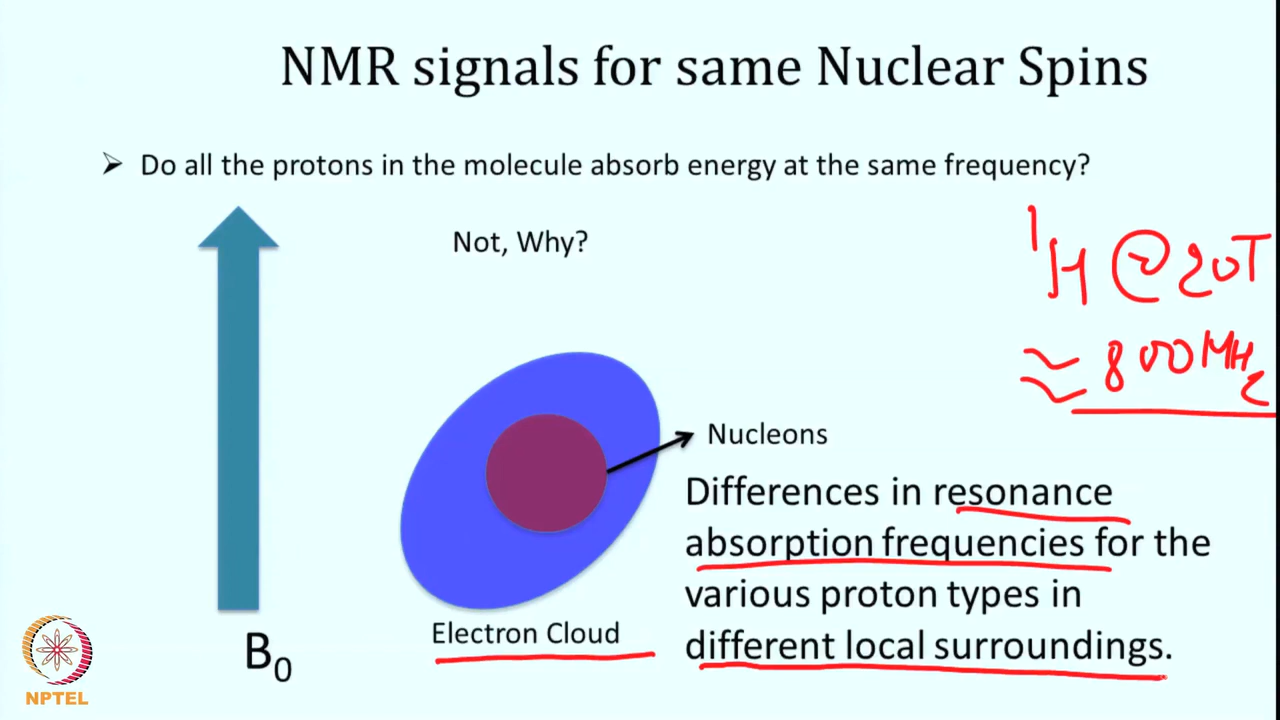 NMR signals for same Nuclear Spins
➤ Do all the protons in the molecule absorb energy at the same frequency?
Not, Why?
¹H @ 20T
≈ 800 MHz
Nucleons
Differences in resonance
absorption frequencies for the
various proton types in
different local surroundings.
Electron Cloud
B₀
NPTEL